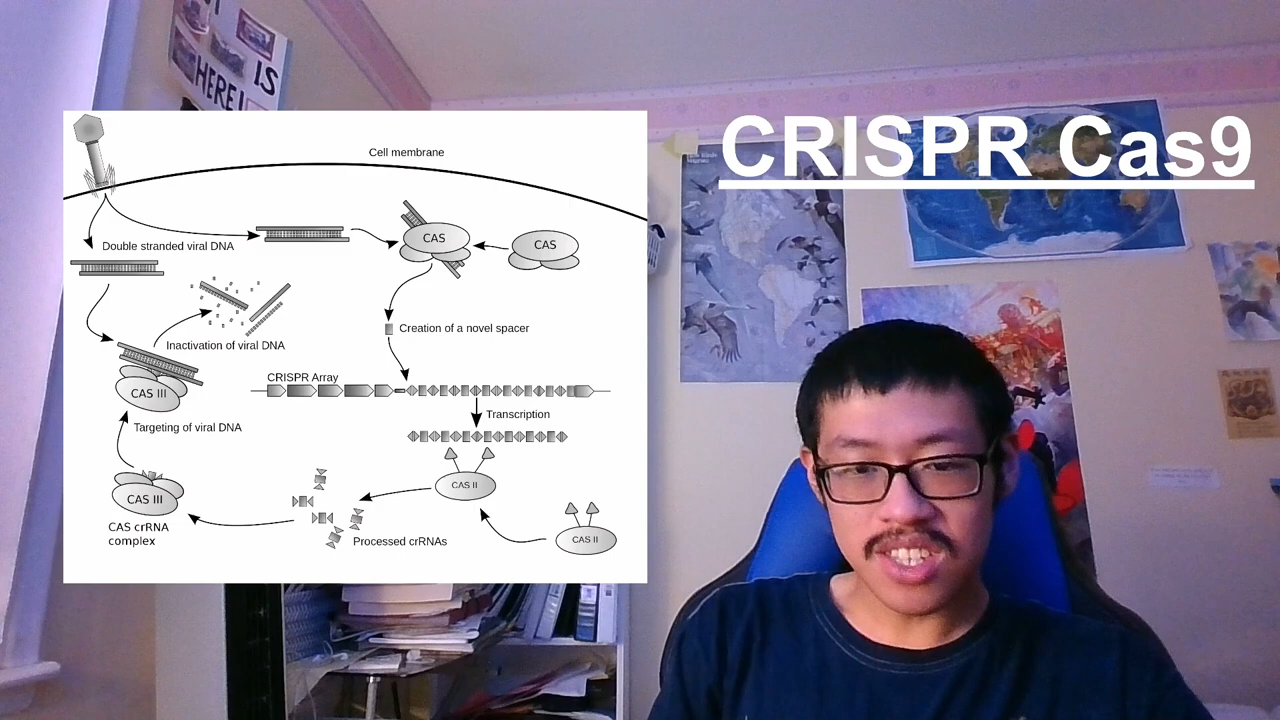 IS
HERE!
CRISPR Cas9
Cell membrane
CAS
CAS
Double stranded viral DNA
Creation of a novel spacer
Inactivation of viral DNA
CRISPR Array
CAS III
Transcription
Targeting of viral DNA
CAS II
CAS III
CAS crRNA
complex
Processed crRNAs
CAS II